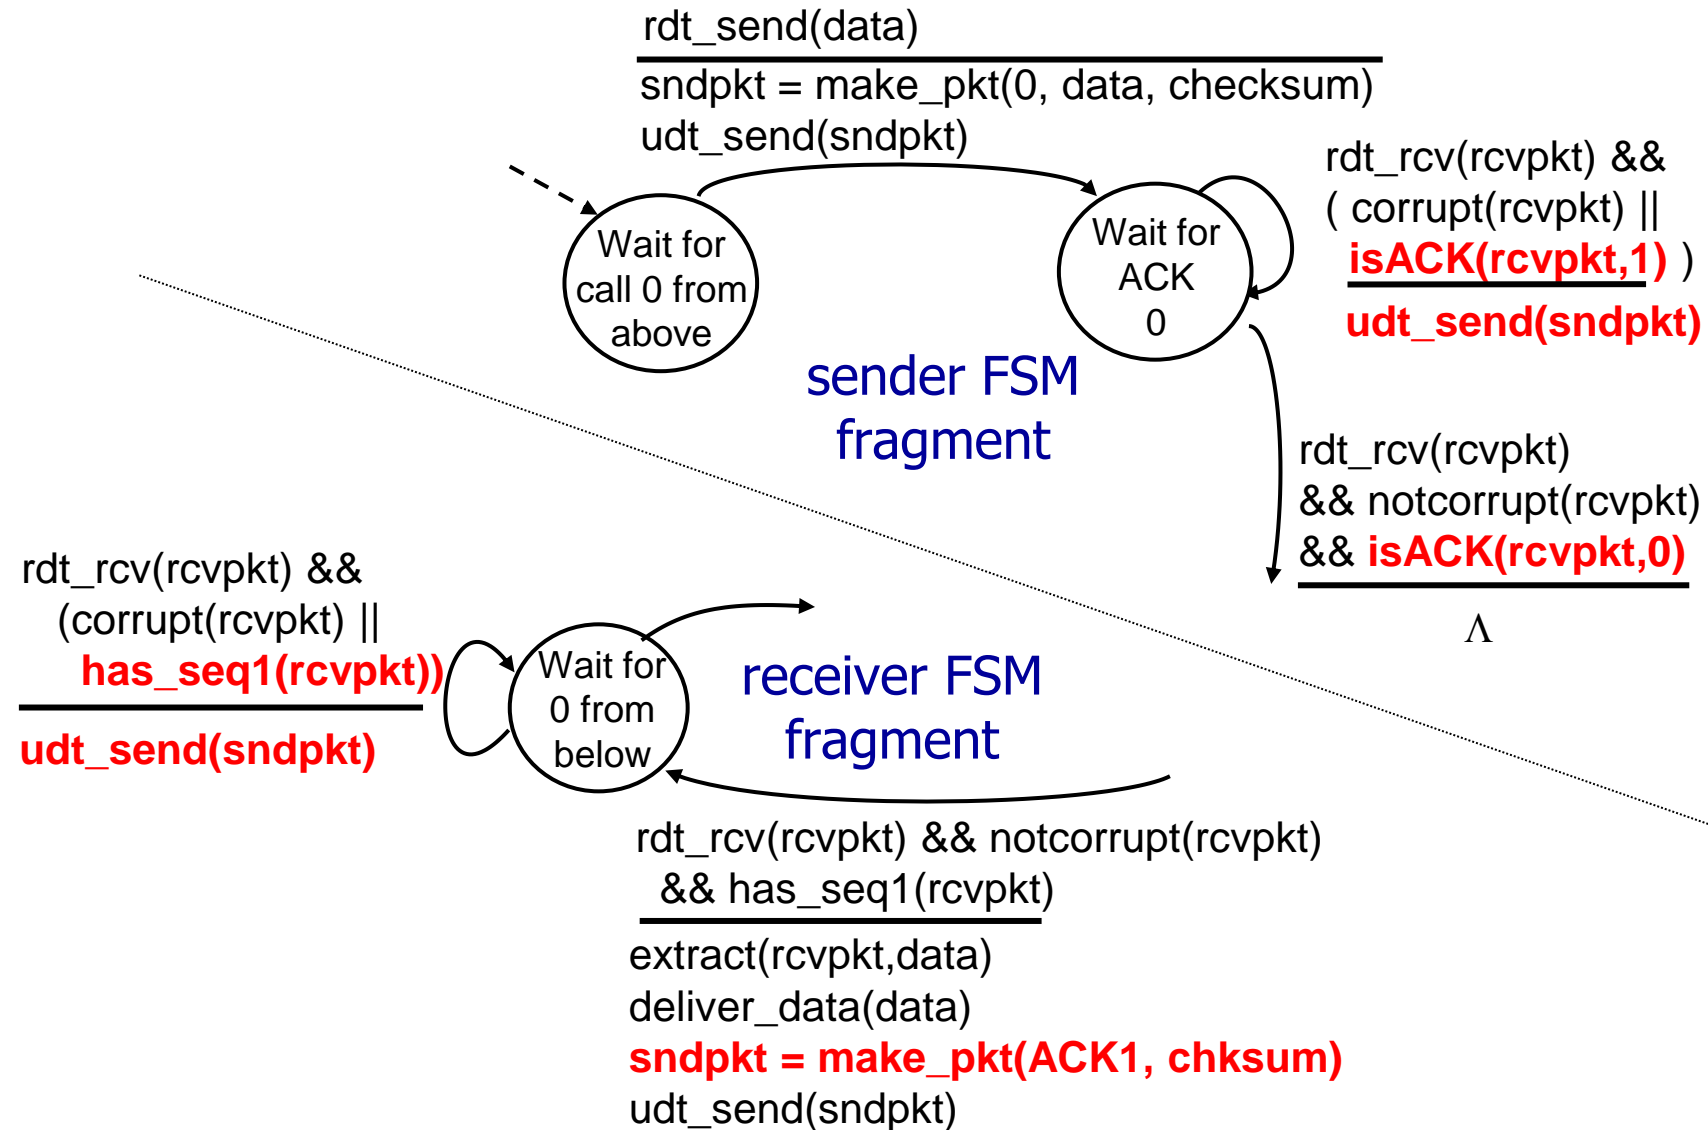 rdt_send(data)
sndpkt = make_pkt(0, data, checksum)
udt_send(sndpkt)
Wait for
call 0 from
above
Wait for
ACK
0
rdt_rcv(rcvpkt) &&
( corrupt(rcvpkt) ||
isACK(rcvpkt,1) )
udt_send(sndpkt)
sender FSM
fragment
rdt_rcv(rcvpkt)
&& notcorrupt(rcvpkt)
&& isACK(rcvpkt,0)
Λ
rdt_rcv(rcvpkt) &&
(corrupt(rcvpkt) ||
has_seq1(rcvpkt))
udt_send(sndpkt)
Wait for
0 from
below
receiver FSM
fragment
rdt_rcv(rcvpkt) && notcorrupt(rcvpkt)
&& has_seq1(rcvpkt)
extract(rcvpkt,data)
deliver_data(data)
sndpkt = make_pkt(ACK1, chksum)
udt_send(sndpkt)